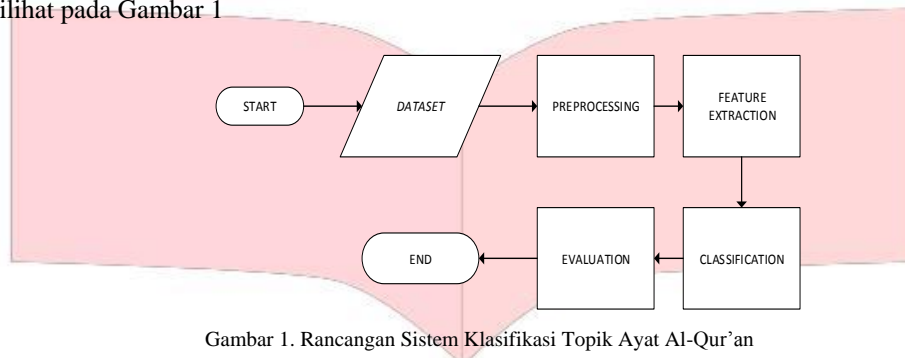 ilihat pada Gambar 1
START
DATASET
PREPROCESSING
FEATURE
EXTRACTION
CLASSIFICATION
EVALUATION
END
Gambar 1. Rancangan Sistem Klasifikasi Topik Ayat Al-Qur’an